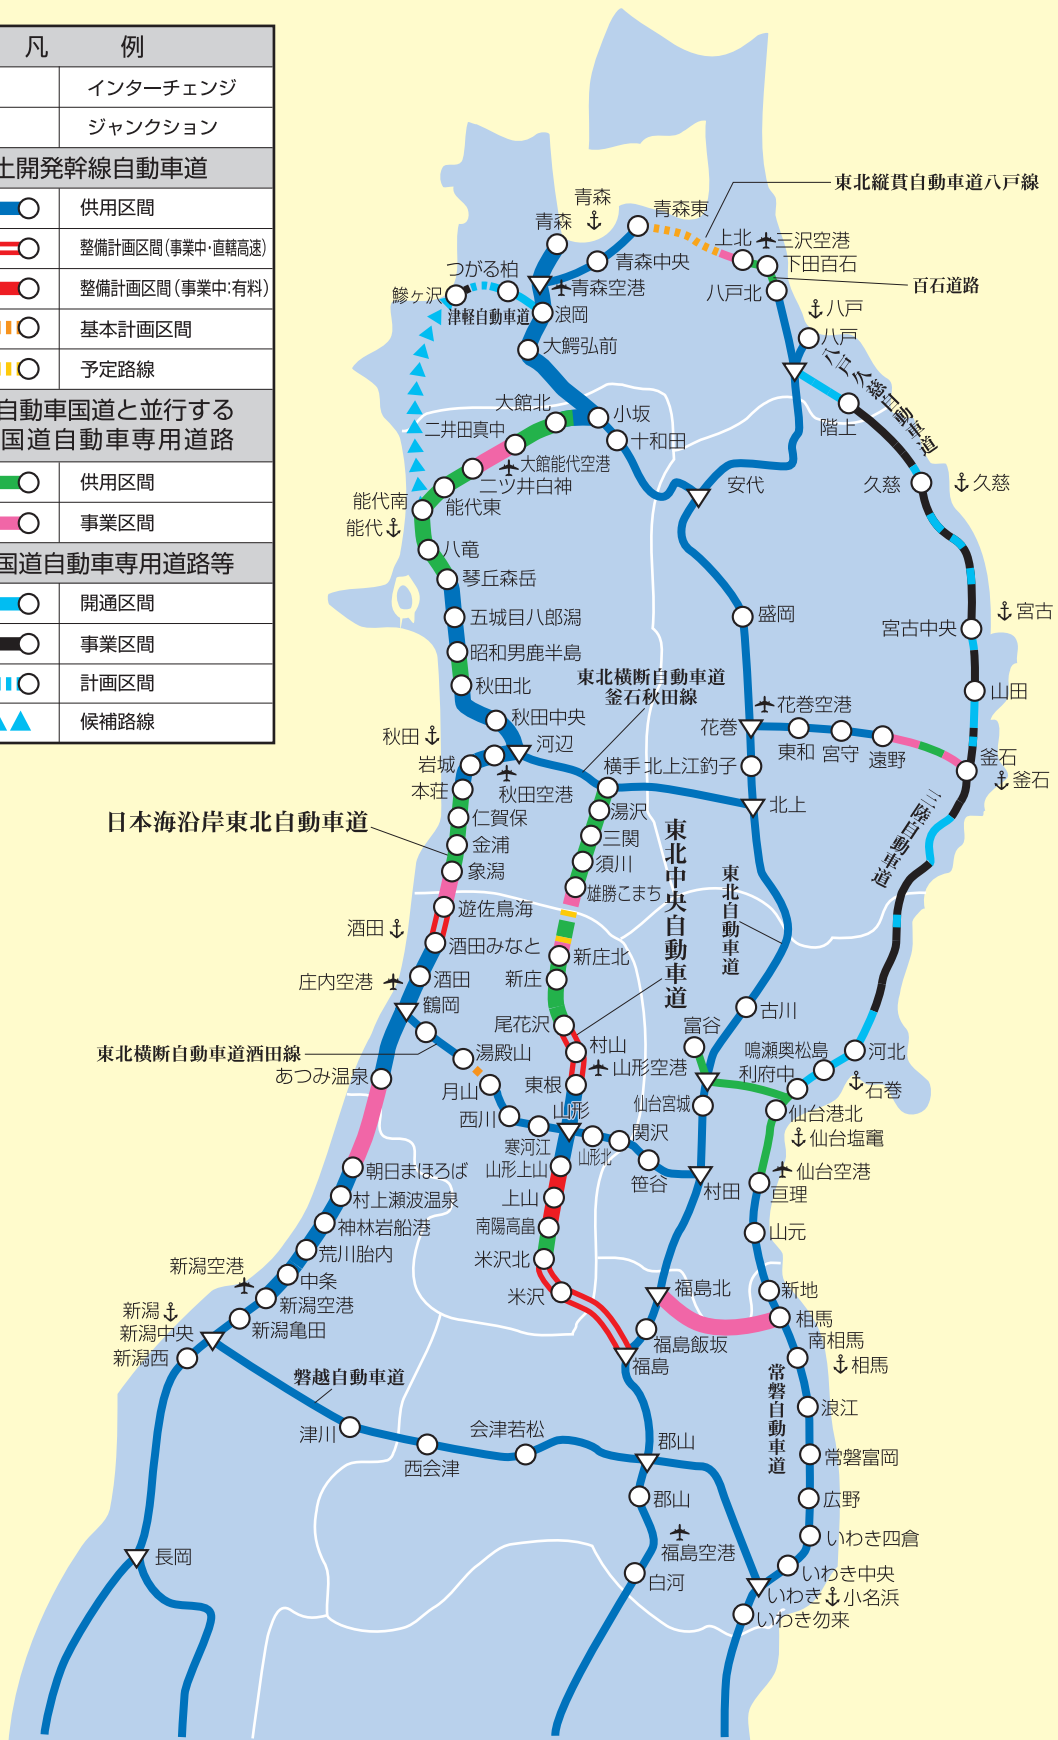 凡 例
インターチェンジ
ジャンクション
土開発幹線自動車道
供用区間
整備計画区間(事業中・直轄高速)
整備計画区間(事業中:有料)
基本計画区間
予定路線
自動車国道と並行する
国道自動車専用道路
供用区間
事業区間
国道自動車専用道路等
開通区間
事業区間
計画区間
候補路線
青森
青森
青森東
東北縦貫自動車道八戸線
上北
三沢空港
青森中央
下田百石
つがる柏
青森空港
百石道路
鰺ヶ沢
八戸北
津軽自動車道
浪岡
八戸
八戸
大鰐弘前
八戸久慈自動車道
大館北
小坂
階上
二井田真中
十和田
大館能代空港
二ツ井白神
安代
久慈
久慈
能代南
能代東
能代
八竜
琴丘森岳
五城目八郎潟
盛岡
宮古
宮古中央
昭和男鹿半島
秋田北
東北横断自動車道
釜石秋田線
山田
秋田中央
花巻空港
秋田
河辺
花巻
東和
宮守
遠野
釜石
岩城
横手
北上江釣子
釜石
本荘
秋田空港
北上
仁賀保
湯沢
日本海沿岸東北自動車道
三関
金浦
須川
三陸自動車道
象潟
雄勝こまち
東北中央自動車道
東北自動車道
遊佐鳥海
酒田
酒田みなと
新庄北
庄内空港
酒田
新庄
鶴岡
古川
尾花沢
富谷
東北横断自動車道酒田線
湯殿山
村山
鳴瀬奥松島
河北
山形空港
利府中
あつみ温泉
月山
東根
石巻
西川
山形
仙台宮城
仙台港北
寒河江
山形北
関沢
仙台塩竈
朝日まほろば
山形上山
笹谷
仙台空港
村田
亘理
村上瀬波温泉
上山
神林岩船港
南陽高畠
山元
荒川胎内
米沢北
新潟空港
中条
米沢
福島北
新地
新潟空港
新潟
相馬
新潟中央
新潟亀田
福島飯坂
南相馬
新潟西
福島
相馬
磐越自動車道
常磐自動車道
浪江
津川
会津若松
郡山
西会津
常磐富岡
郡山
広野
いわき四倉
長岡
福島空港
いわき中央
白河
いわき
小名浜
いわき勿来